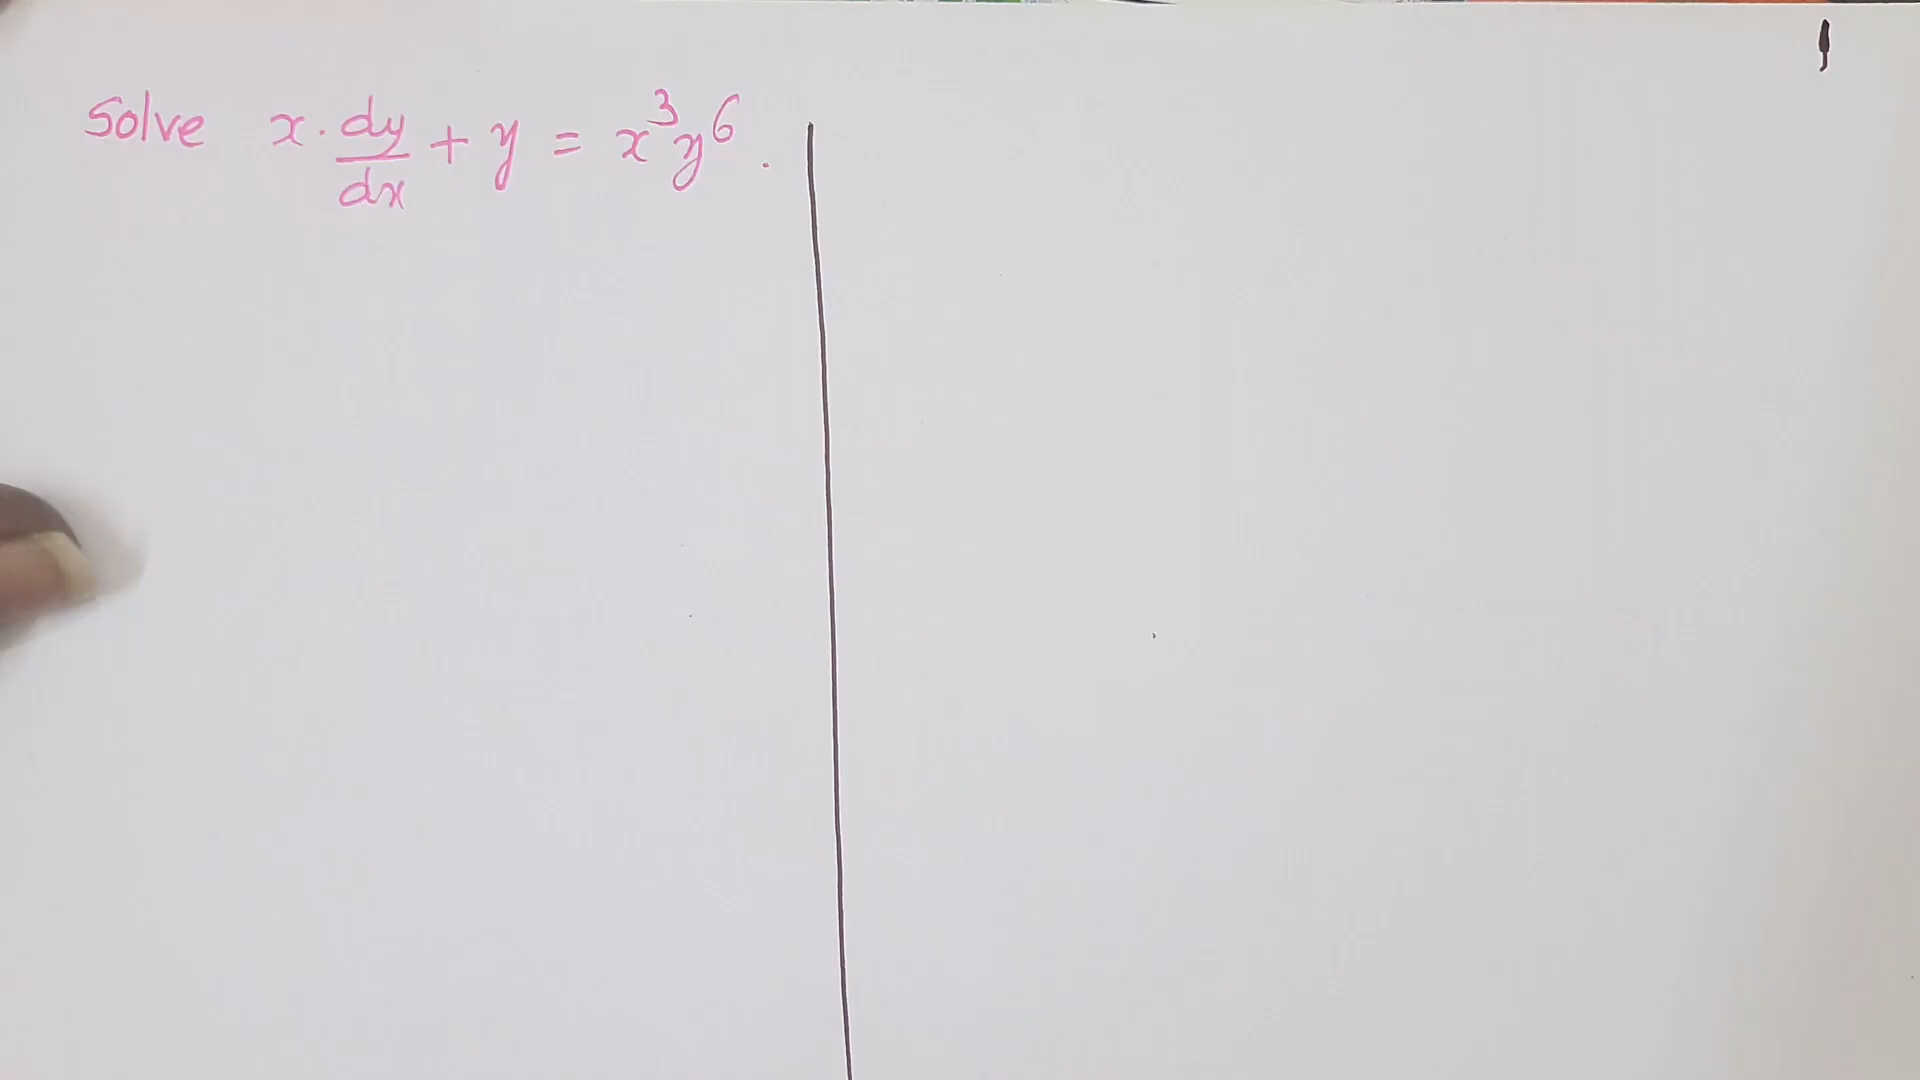 Solve x · dy/dx + y = x³y⁶.